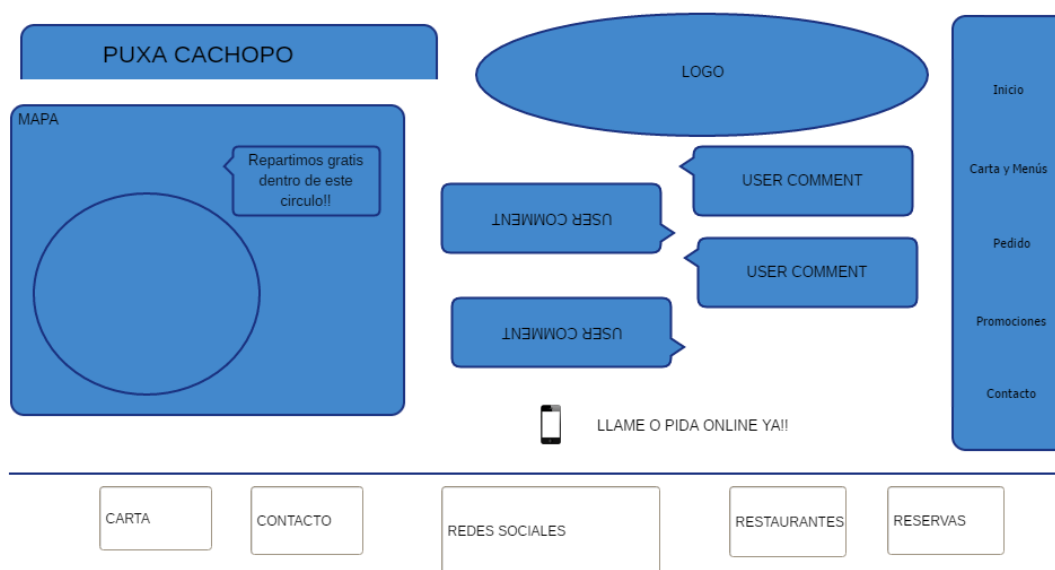 PUXA CACHOPO
LOGO
MAPA
Repartimos gratis
dentro de este
circulo!!
USER COMMENT
USER COMMENT
USER COMMENT
USER COMMENT
LLAME O PIDA ONLINE YA!!
Inicio
Carta y Menús
Pedido
Promociones
Contacto
CARTA
CONTACTO
REDES SOCIALES
RESTAURANTES
RESERVAS